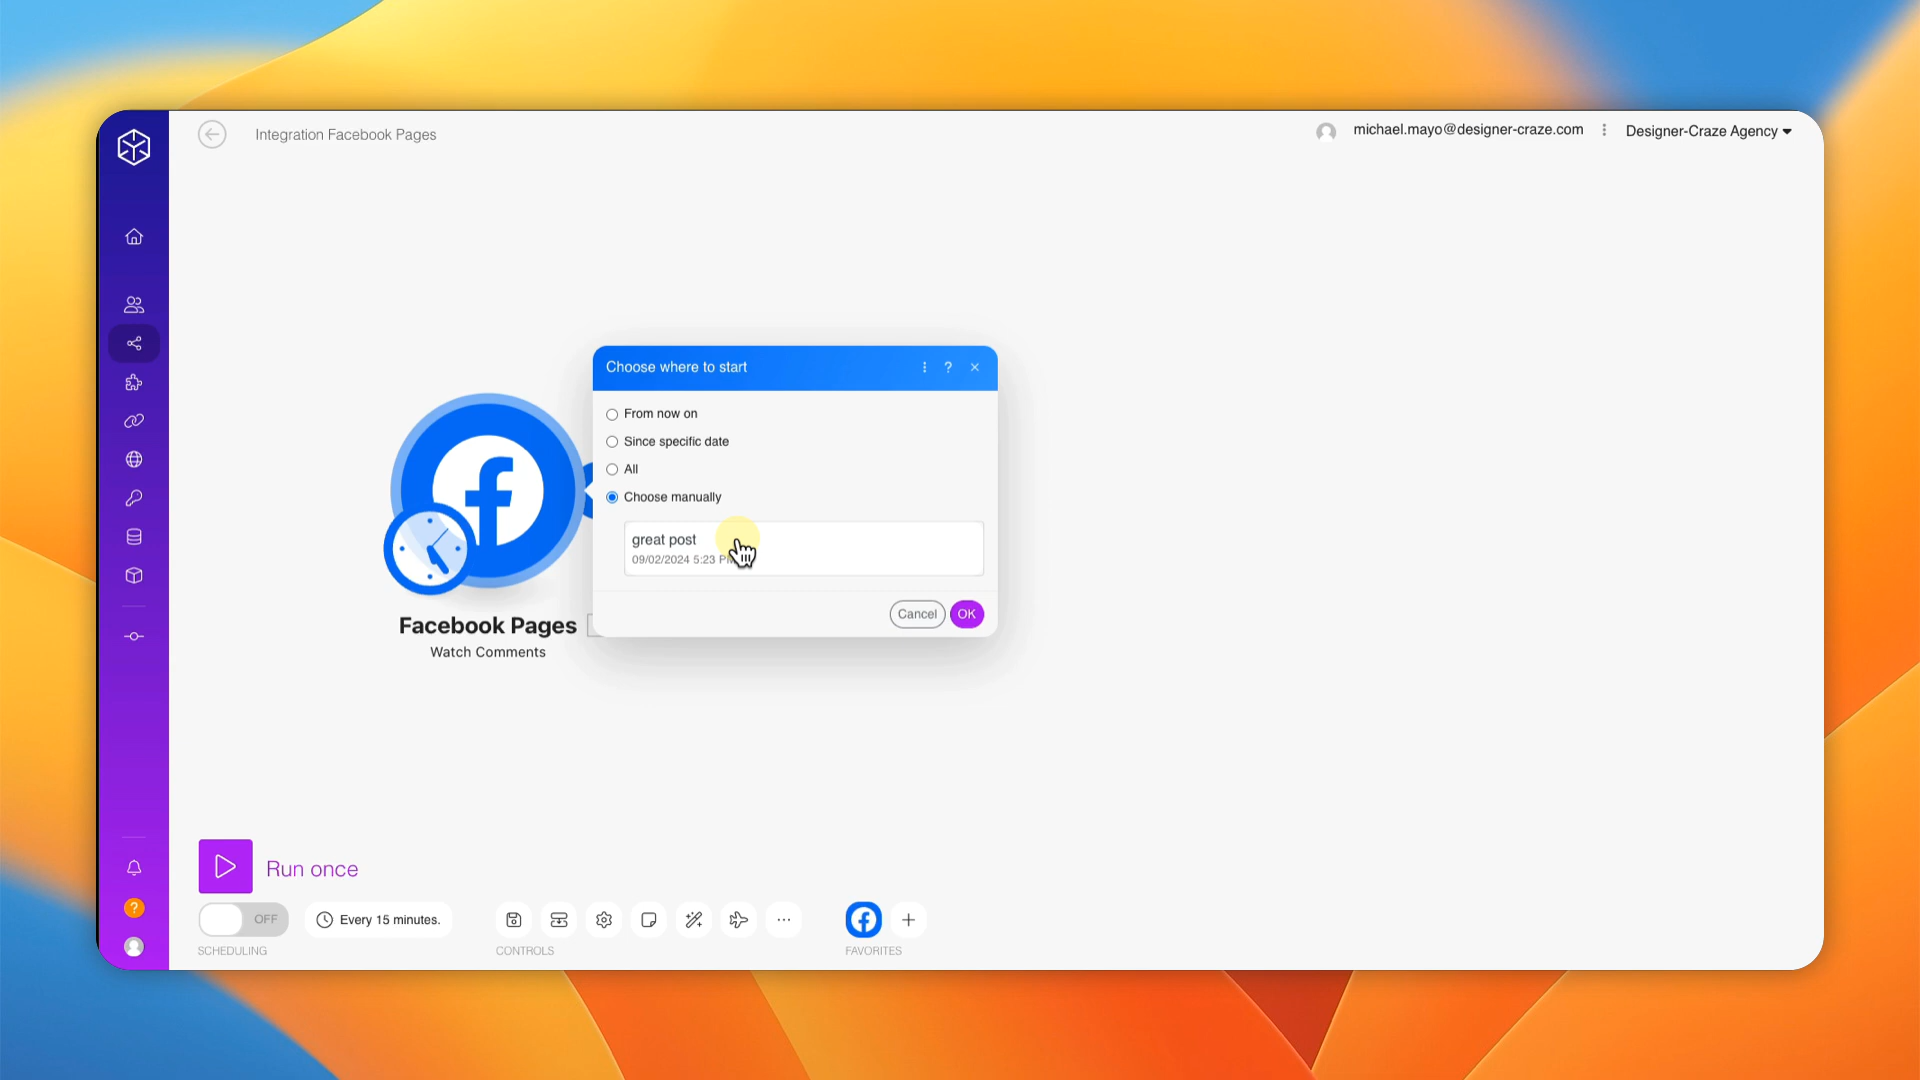 Integration Facebook Pages
michael.mayo@designer-craze.com
Designer-Craze Agency
Choose where to start
?
From now on
Since specific date
All
Choose manually
great post
09/02/2024 5:23
Cancel
OK
Facebook Pages
Watch Comments
Run once
OFF
Every 15 minutes.
SCHEDULING
CONTROLS
FAVORITES
?